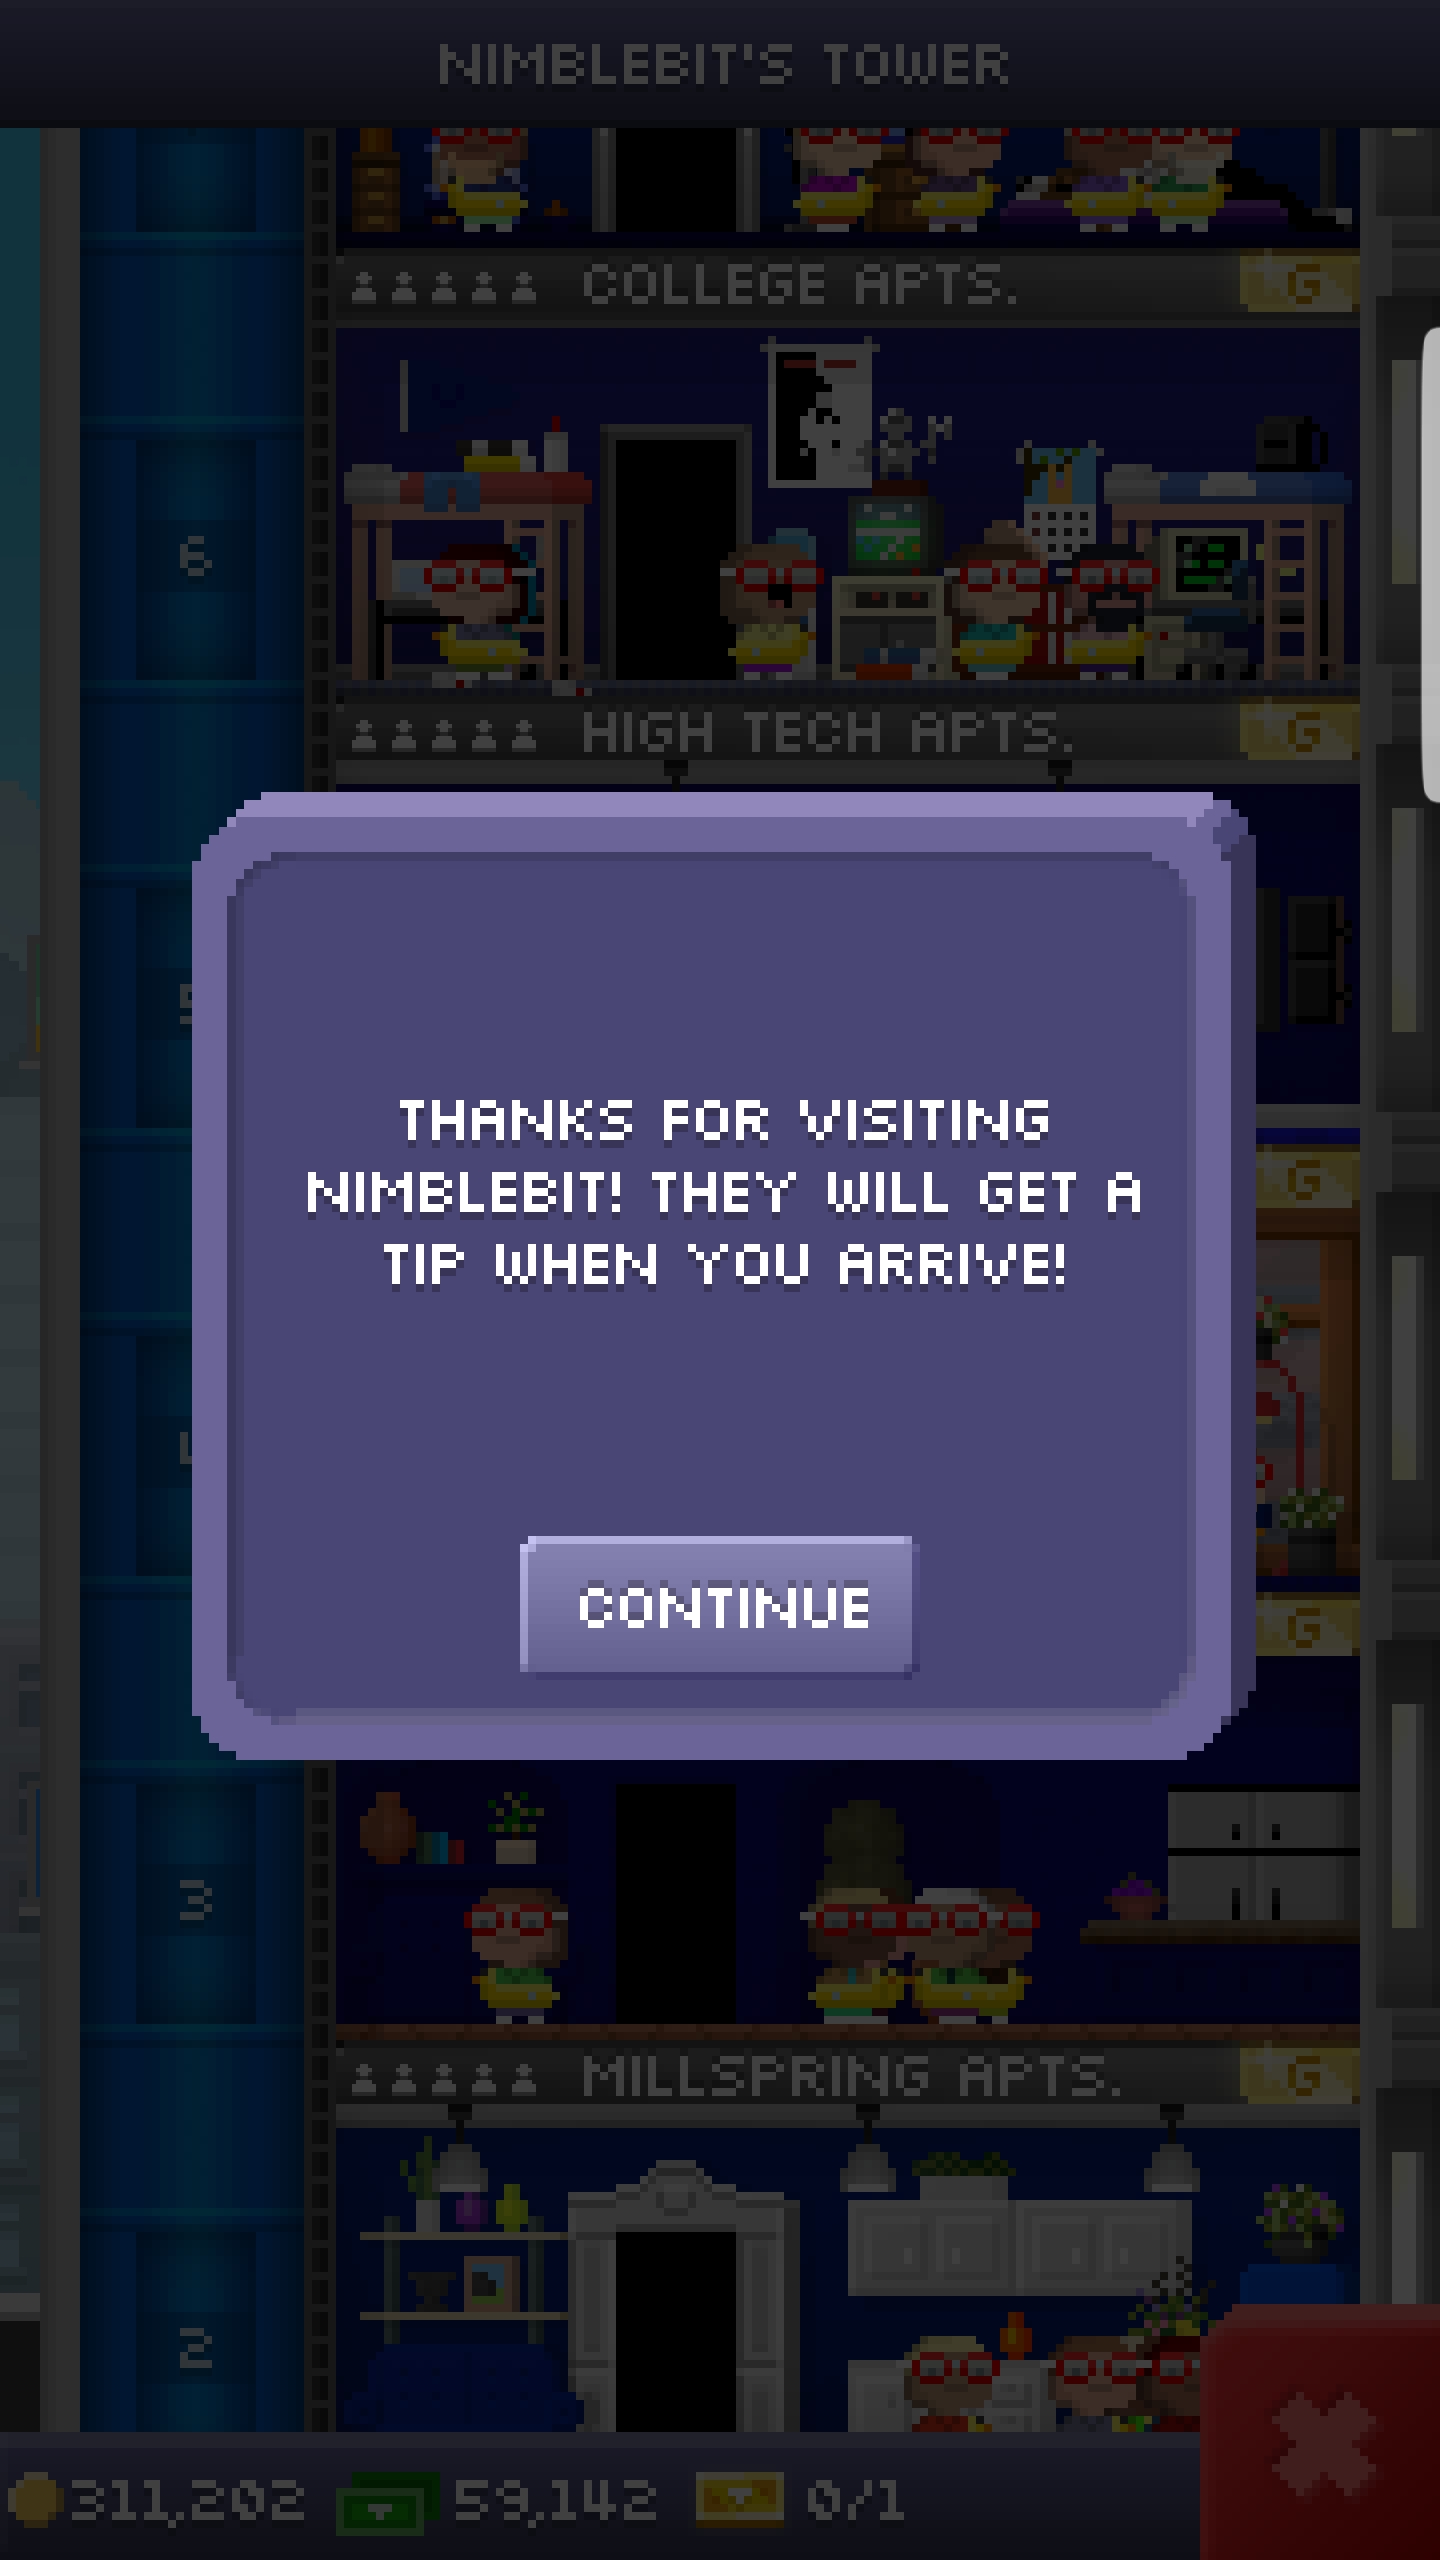 NIMBLEBIT'S TOWER
COLLEGE APTS.
G
6
HIGH TECH APTS.
G
THANKS FOR VISITING
NIMBLEBIT! THEY WILL GET A
TIP WHEN YOU ARRIVE!
G
CONTINUE
G
3
MILLSPRING APTS.
G
2
311,202
59,142
0/1